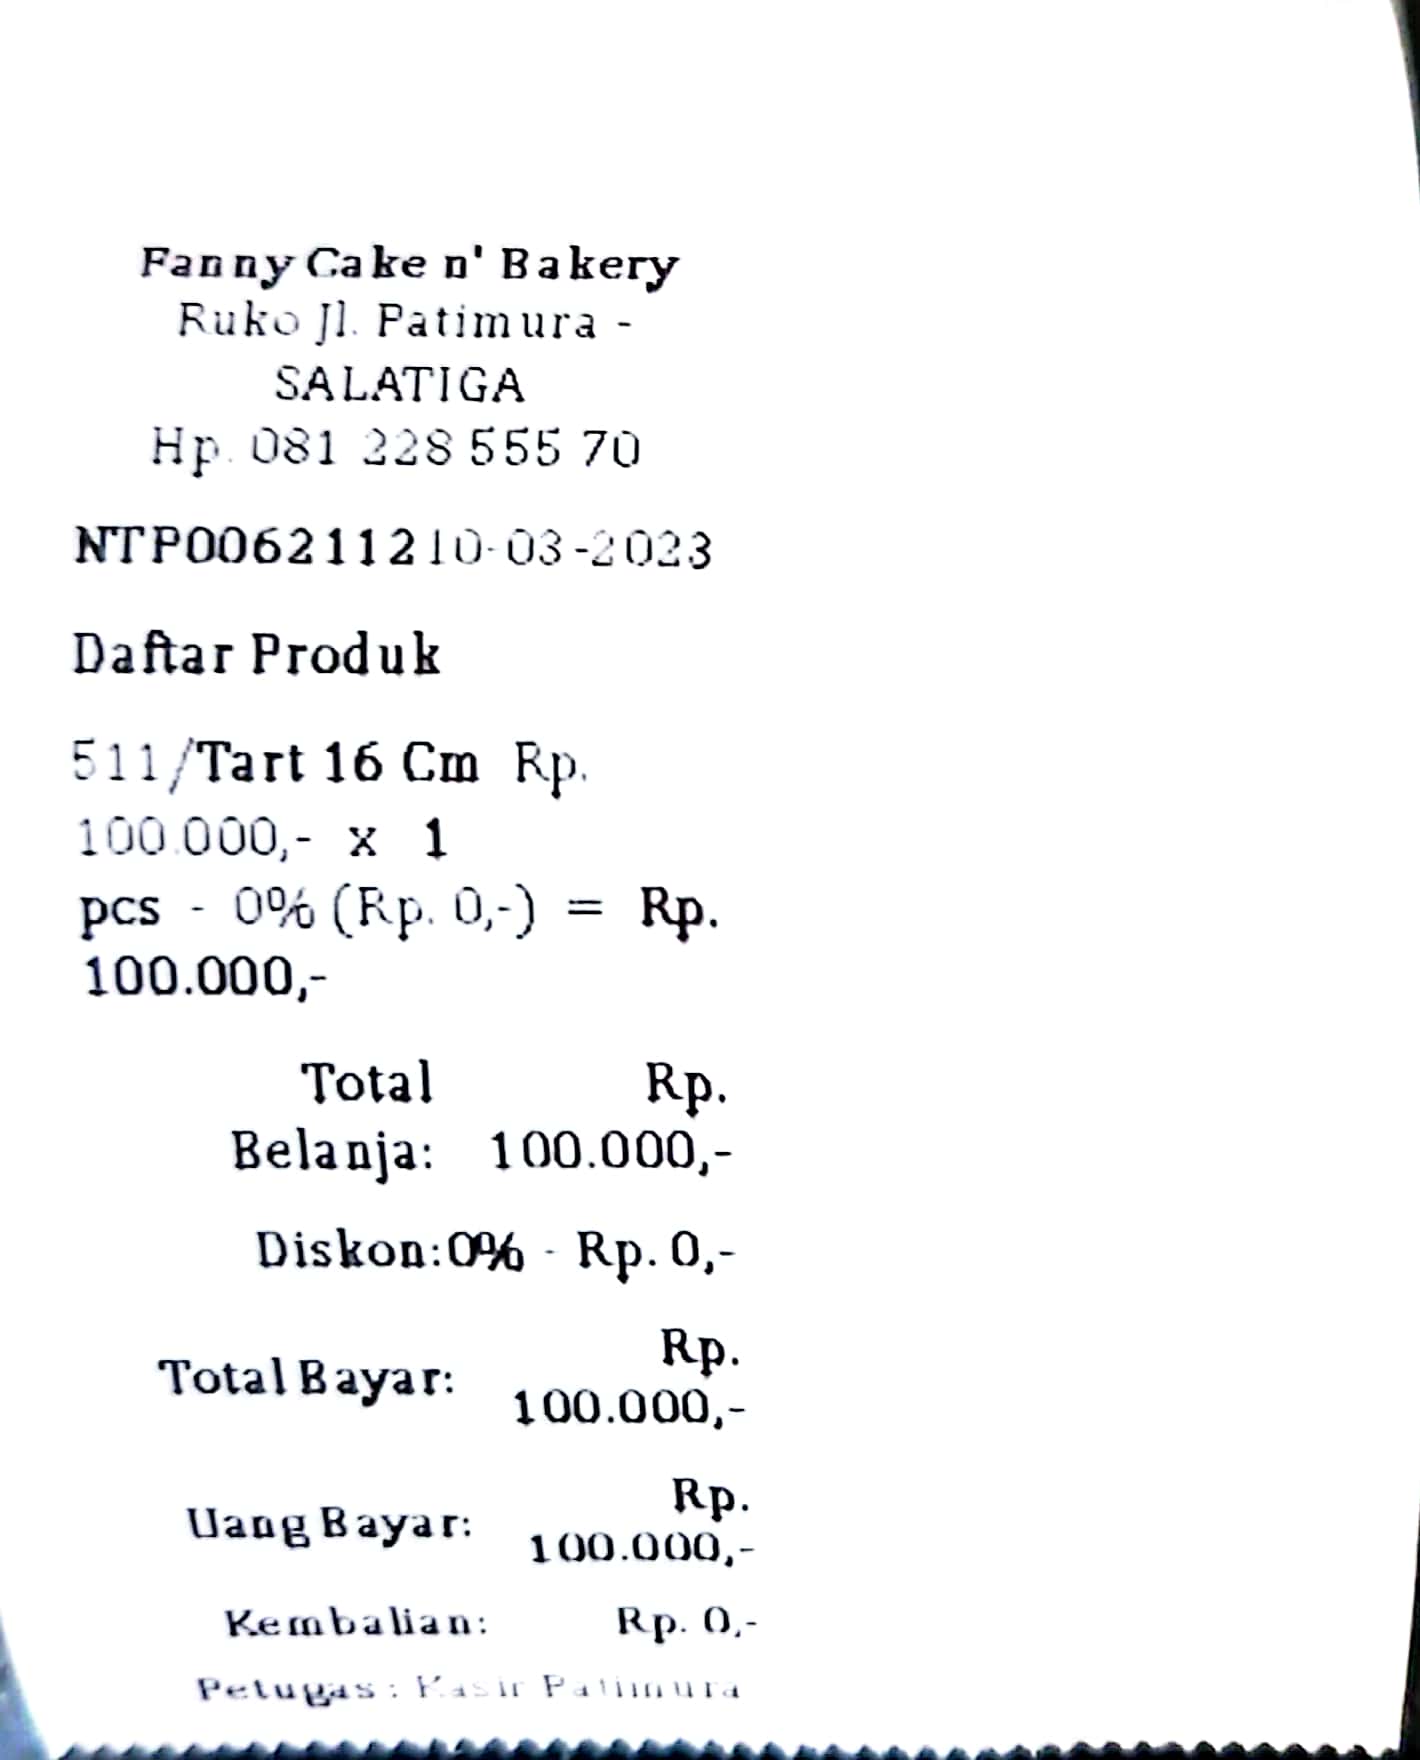 Fanny Cake n' Bakery
Ruko Jl. Patimura -
SALATIGA
Hp. 081 228 555 70
NTP006211210-03-2023
Daftar Produk
511/Tart 16 Cm Rp.
100.000,- x 1
pcs - 0% (Rp. 0,-) = Rp.
100.000,-
Total Rp.
Belanja: 100.000,-
Diskon:0% - Rp. 0,-
Total Bayar: Rp.
100.000,-
Uang Bayar: Rp.
100.000,-
Kembalian: Rp. 0,-
Petugas : Kasir Patimura